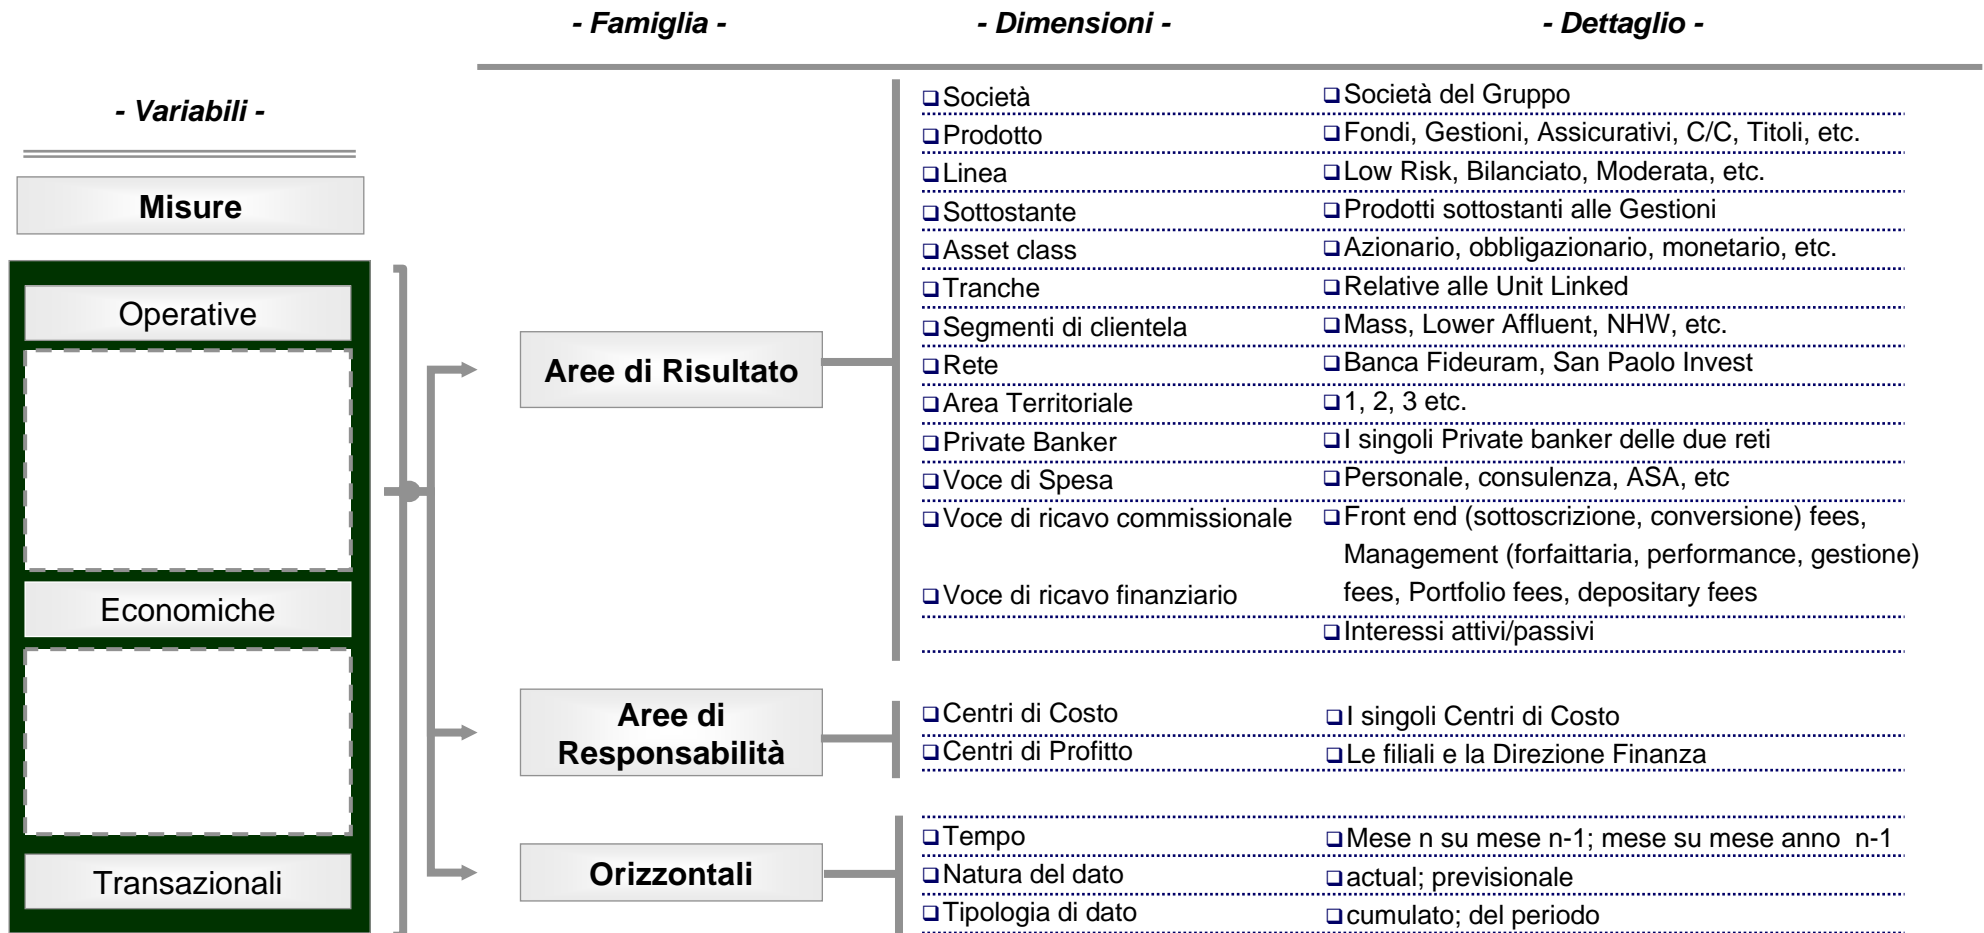 - Famiglia -
- Dimensioni -
- Dettaglio -
- Variabili -
Misure
Operative
Economiche
Transazionali
Aree di Risultato
Società
Società del Gruppo
Prodotto
Fondi, Gestioni, Assicurativi, C/C, Titoli, etc.
Linea
Low Risk, Bilanciato, Moderata, etc.
Sottostante
Prodotti sottostanti alle Gestioni
Asset class
Azionario, obbligazionario, monetario, etc.
Tranche
Relative alle Unit Linked
Segmenti di clientela
Mass, Lower Affluent, NHW, etc.
Rete
Banca Fideuram, San Paolo Invest
Area Territoriale
1, 2, 3 etc.
Private Banker
I singoli Private banker delle due reti
Voce di Spesa
Personale, consulenza, ASA, etc
Voce di ricavo commissionale
Front end (sottoscrizione, conversione) fees,
Management (forfaittaria, performance, gestione)
fees, Portfolio fees, depositary fees
Voce di ricavo finanziario
Interessi attivi/passivi
Aree di
Responsabilità
Centri di Costo
I singoli Centri di Costo
Centri di Profitto
Le filiali e la Direzione Finanza
Orizzontali
Tempo
Mese n su mese n-1; mese su mese anno n-1
Natura del dato
actual; previsionale
Tipologia di dato
cumulato; del periodo